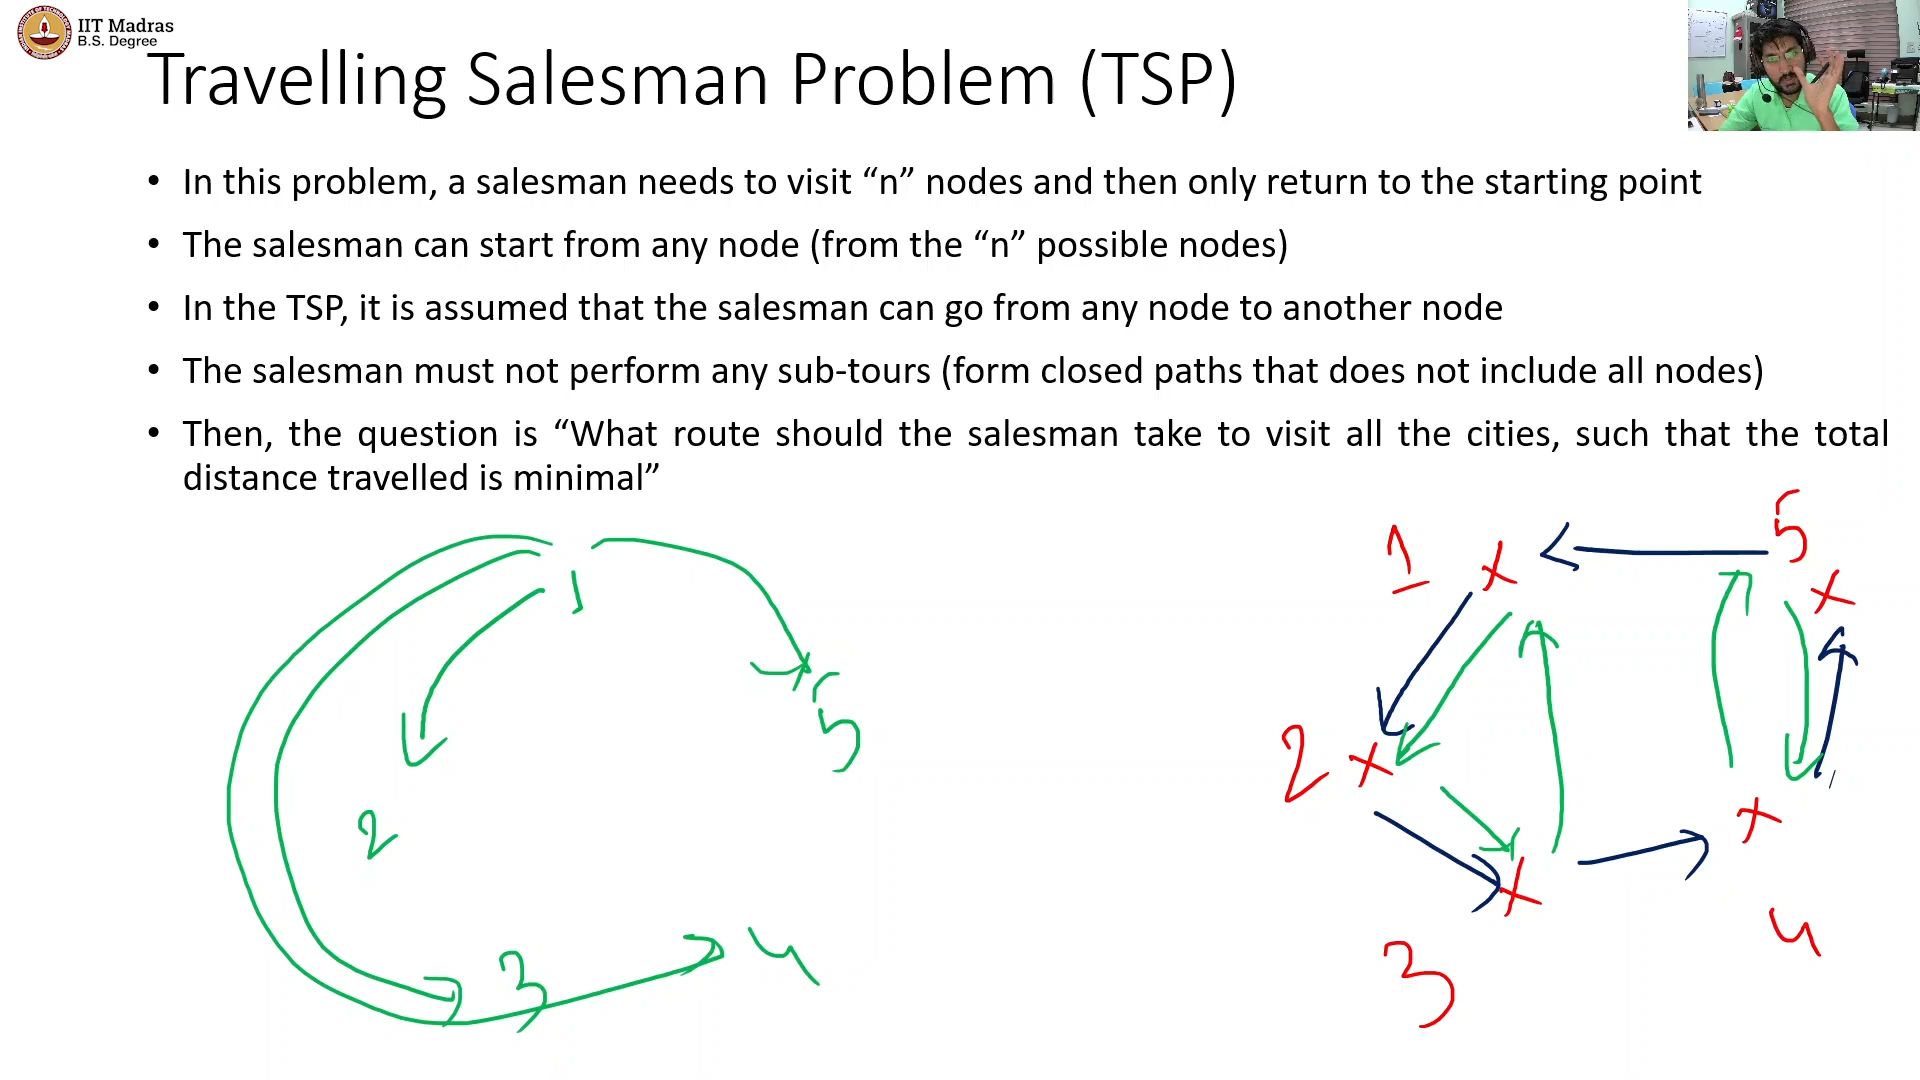 IIT Madras
B.S. Degree
Travelling Salesman Problem (TSP)
• In this problem, a salesman needs to visit “n” nodes and then only return to the starting point
• The salesman can start from any node (from the “n” possible nodes)
• In the TSP, it is assumed that the salesman can go from any node to another node
• The salesman must not perform any sub-tours (form closed paths that does not include all nodes)
• Then, the question is “What route should the salesman take to visit all the cities, such that the total
distance travelled is minimal”
1
5
2
3
4
1 x
5
x
2 x
x
x
3
4